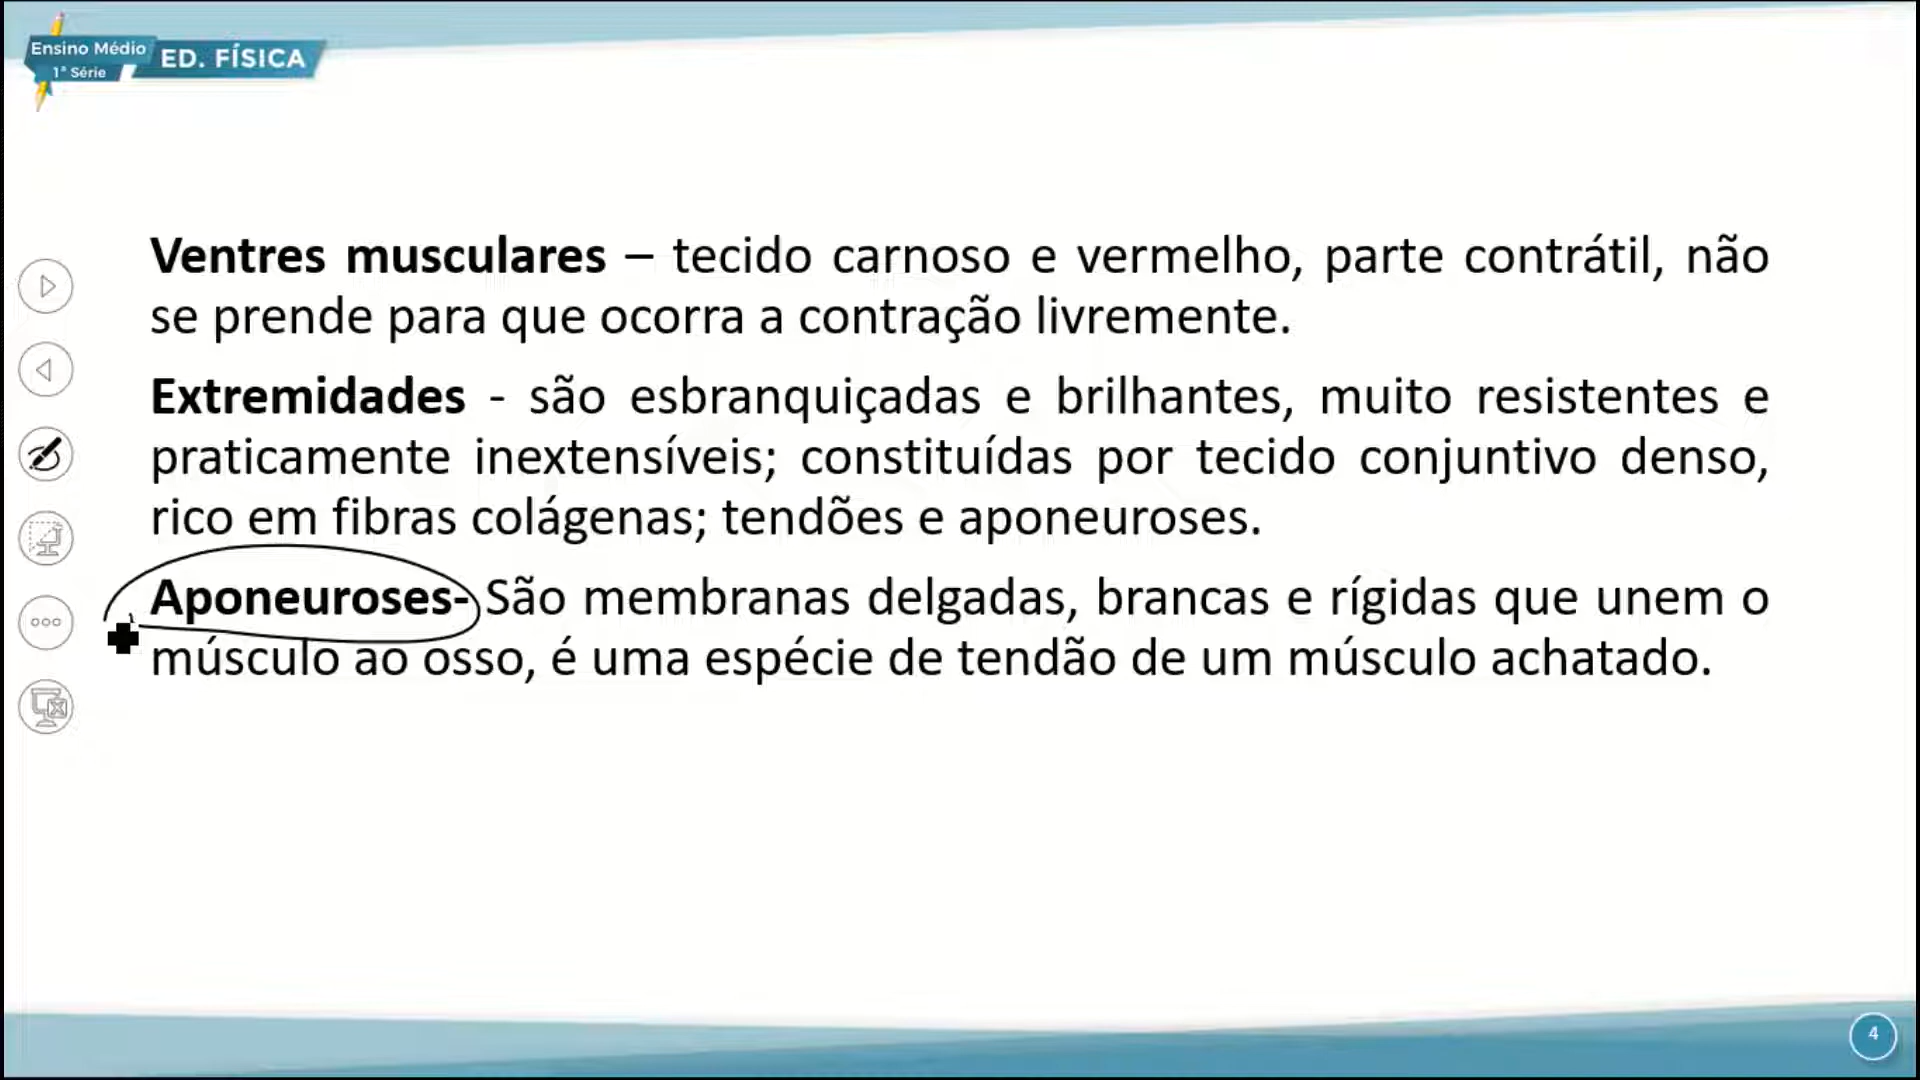 Ensino Médio
1ª Série
ED. FÍSICA
Ventres musculares – tecido carnoso e vermelho, parte contrátil, não
se prende para que ocorra a contração livremente.
Extremidades - são esbranquiçadas e brilhantes, muito resistentes e
praticamente inextensíveis; constituídas por tecido conjuntivo denso,
rico em fibras colágenas; tendões e aponeuroses.
Aponeuroses- São membranas delgadas, brancas e rígidas que unem o
músculo ao osso, é uma espécie de tendão de um músculo achatado.
4